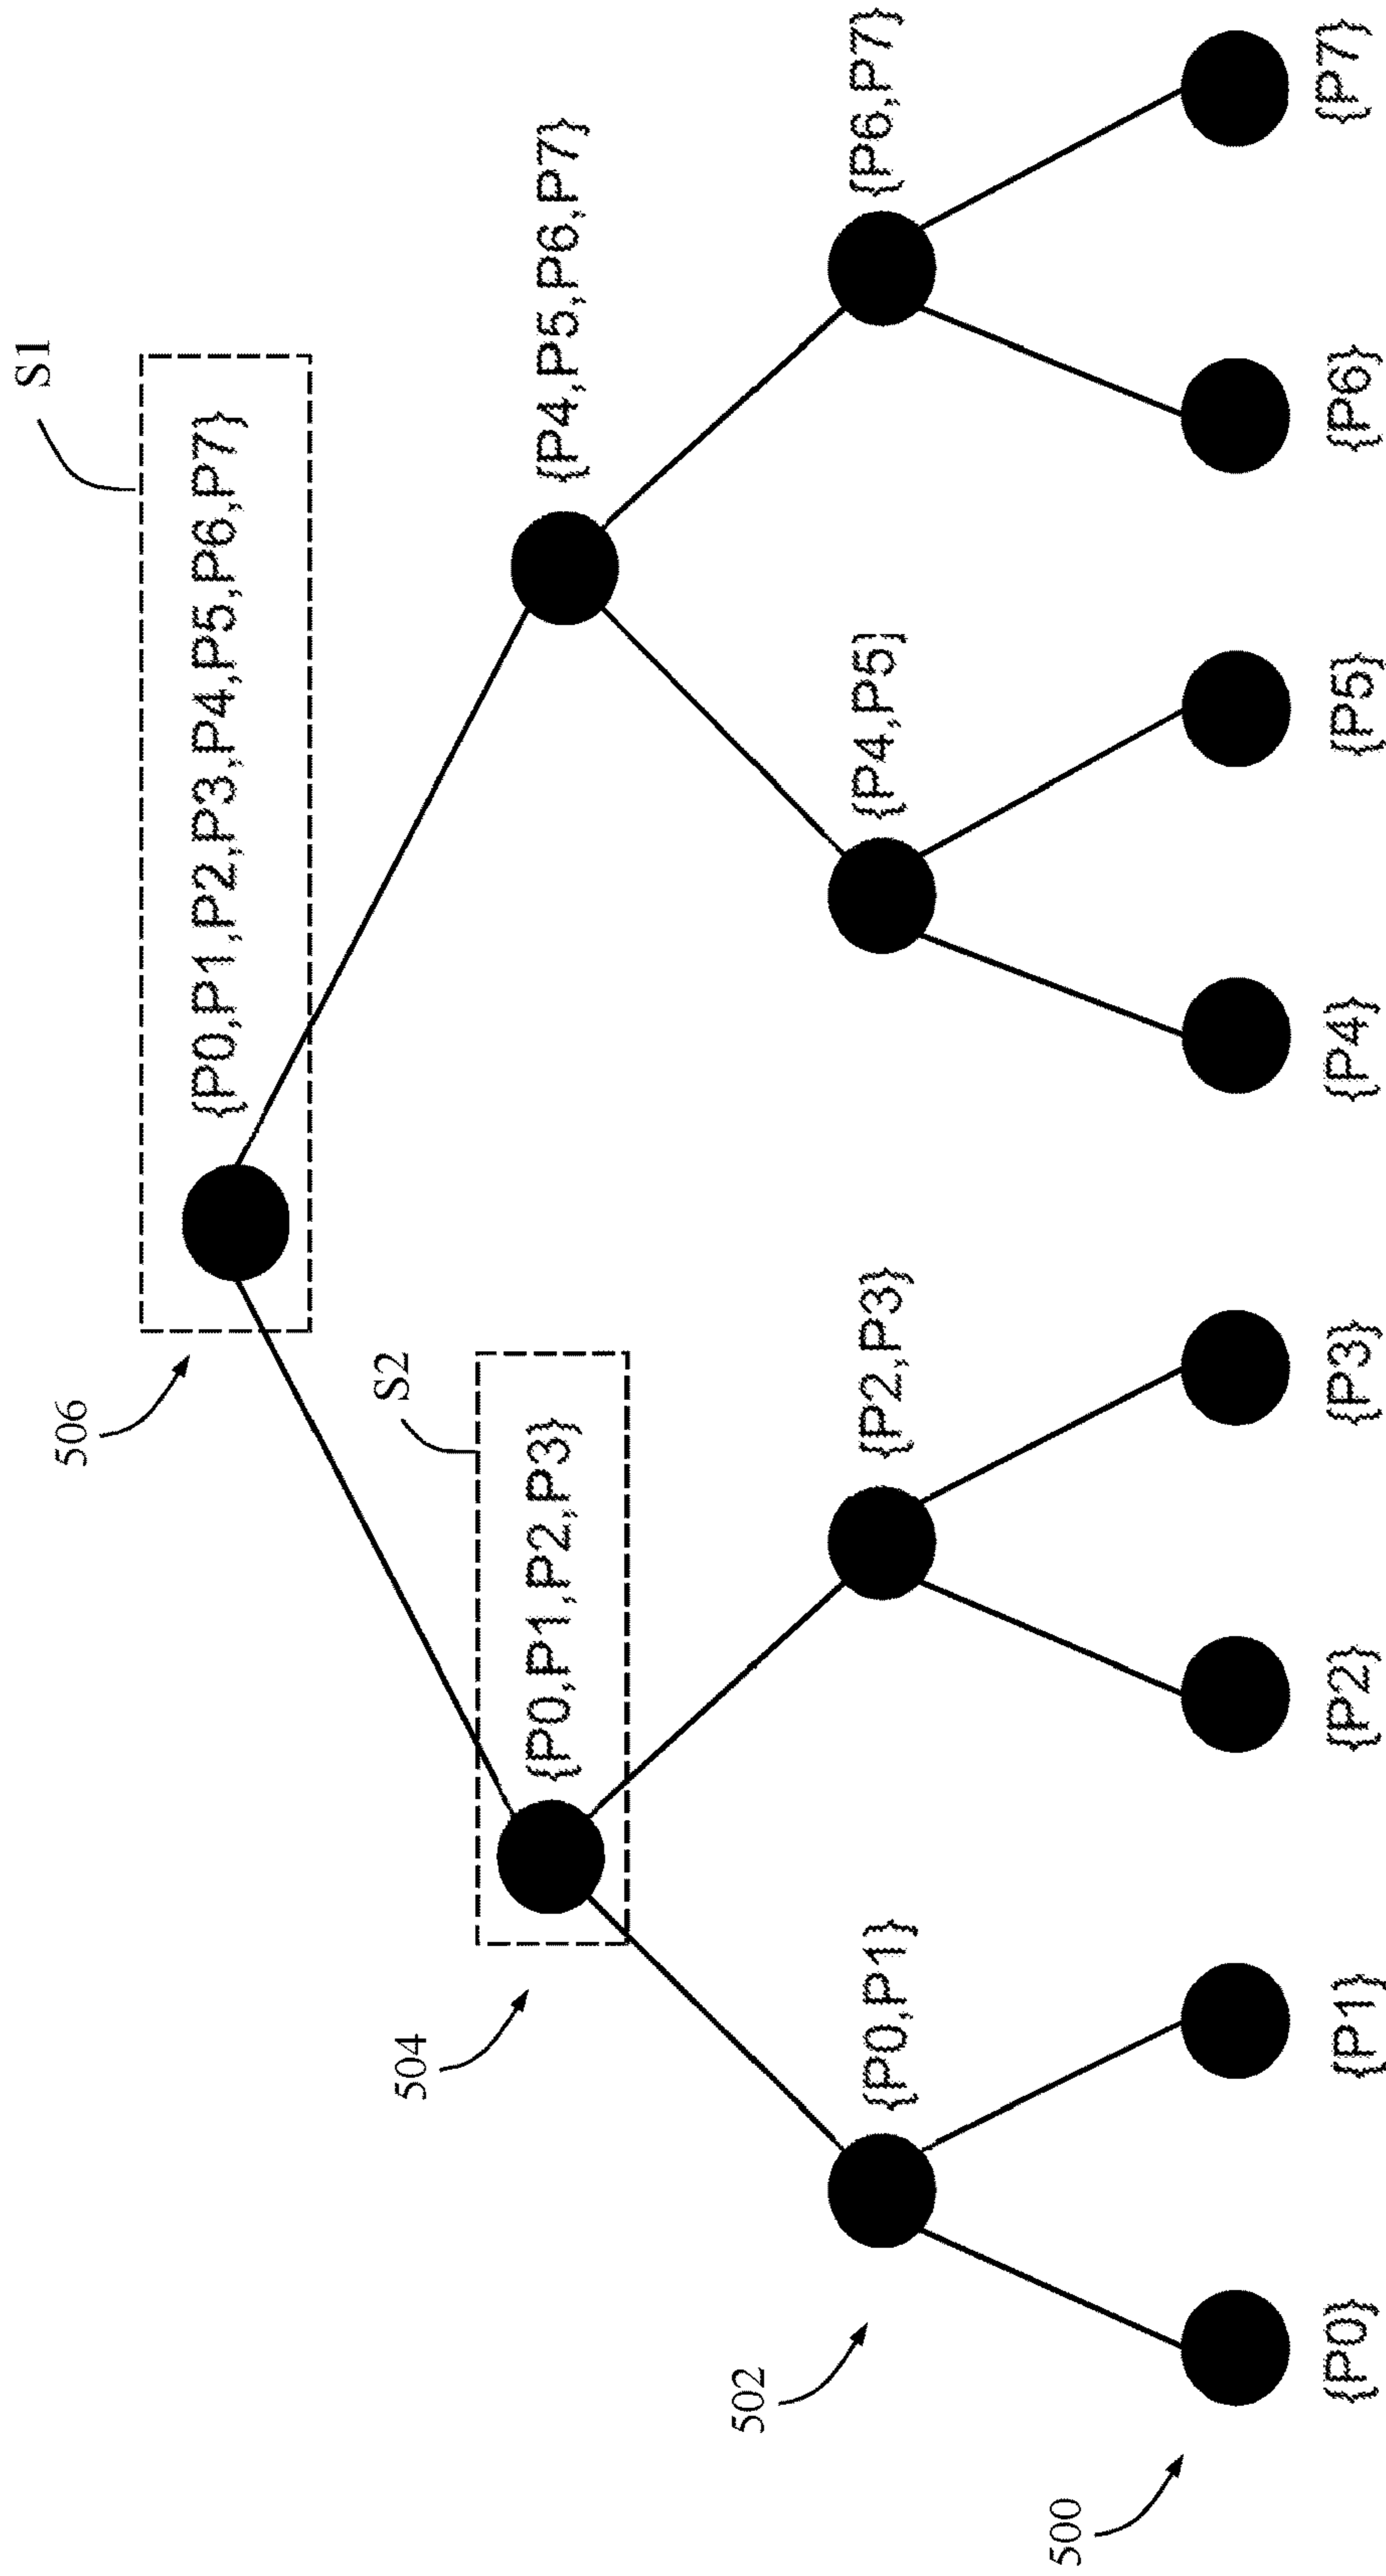 S1
506
{P0,P1,P2,P3,P4,P5,P6,P7}
S2
504
{P0,P1,P2,P3}
{P4,P5,P6,P7}
502
{P0,P1}
{P2,P3}
{P4,P5}
{P6,P7}
500
{P0}
{P1}
{P2}
{P3}
{P4}
{P5}
{P6}
{P7}